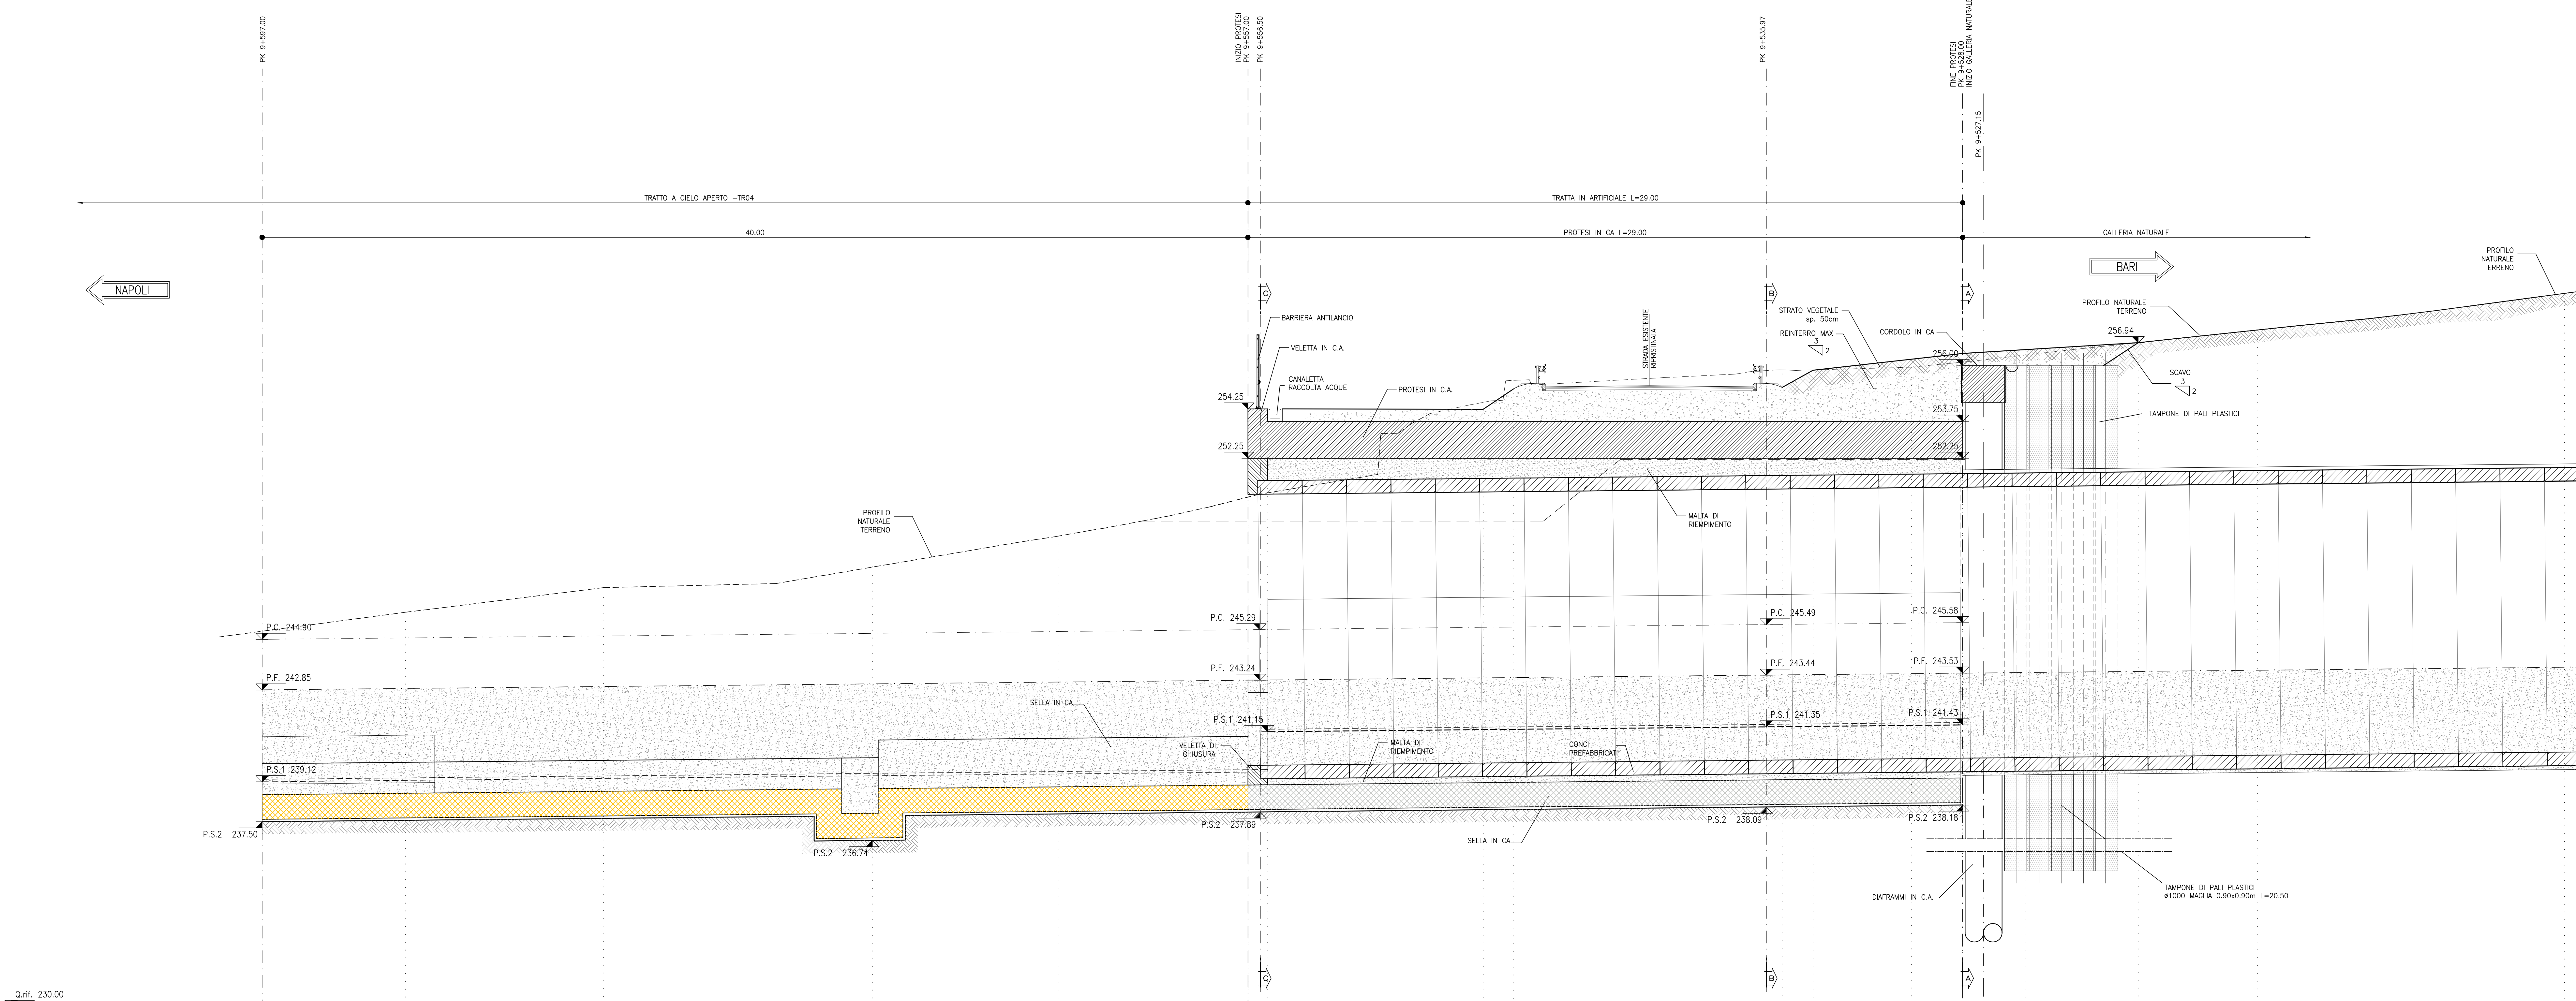 PK 9+597.00
INIZIO PROTESI
PK 9+557.00
PK 9+556.50
PK 9+535.97
FINE PROTESI
PK 9+528.00
INIZIO GALLERIA NATURALE
PK 9+527.15
TRATTO A CIELO APERTO -TR04
TRATTA IN ARTIFICIALE L=29.00
40.00
PROTESI IN CA L=29.00
GALLERIA NATURALE
NAPOLI
BARI
PROFILO
NATURALE
TERRENO
C
B
A
BARRIERA ANTILANCIO
VELETTA IN C.A.
CANALETTA
RACCOLTA ACQUE
PROTESI IN C.A.
STRADA ESISTENTE
RIPRISTINATA
STRATO VEGETALE
sp. 50cm
REINTERRO MAX
3
2
CORDOLO IN CA
PROFILO NATURALE
TERRENO
256.94
256.00
SCAVO
3
2
TAMPONE DI PALI PLASTICI
254.25
253.75
252.25
252.25
PROFILO
NATURALE
TERRENO
MALTA DI
RIEMPIMENTO
P.C. 244.90
P.C. 245.29
P.C. 245.49
P.C. 245.58
P.F. 242.85
P.F. 243.24
P.F. 243.44
P.F. 243.53
SELLA IN CA
P.S.1 241.15
P.S.1 241.35
P.S.1 241.43
VELETTA DI
CHIUSURA
MALTA DI
RIEMPIMENTO
CONCI
PREFABBRICATI
P.S.1 239.12
P.S.2 237.50
P.S.2 236.74
P.S.2 237.89
P.S.2 238.09
P.S.2 238.18
SELLA IN CA
DIAFRAMMI IN C.A.
TAMPONE DI PALI PLASTICI
ø1000 MAGLIA 0.90x0.90m L=20.50
C
B
A
Q.rif. 230.00